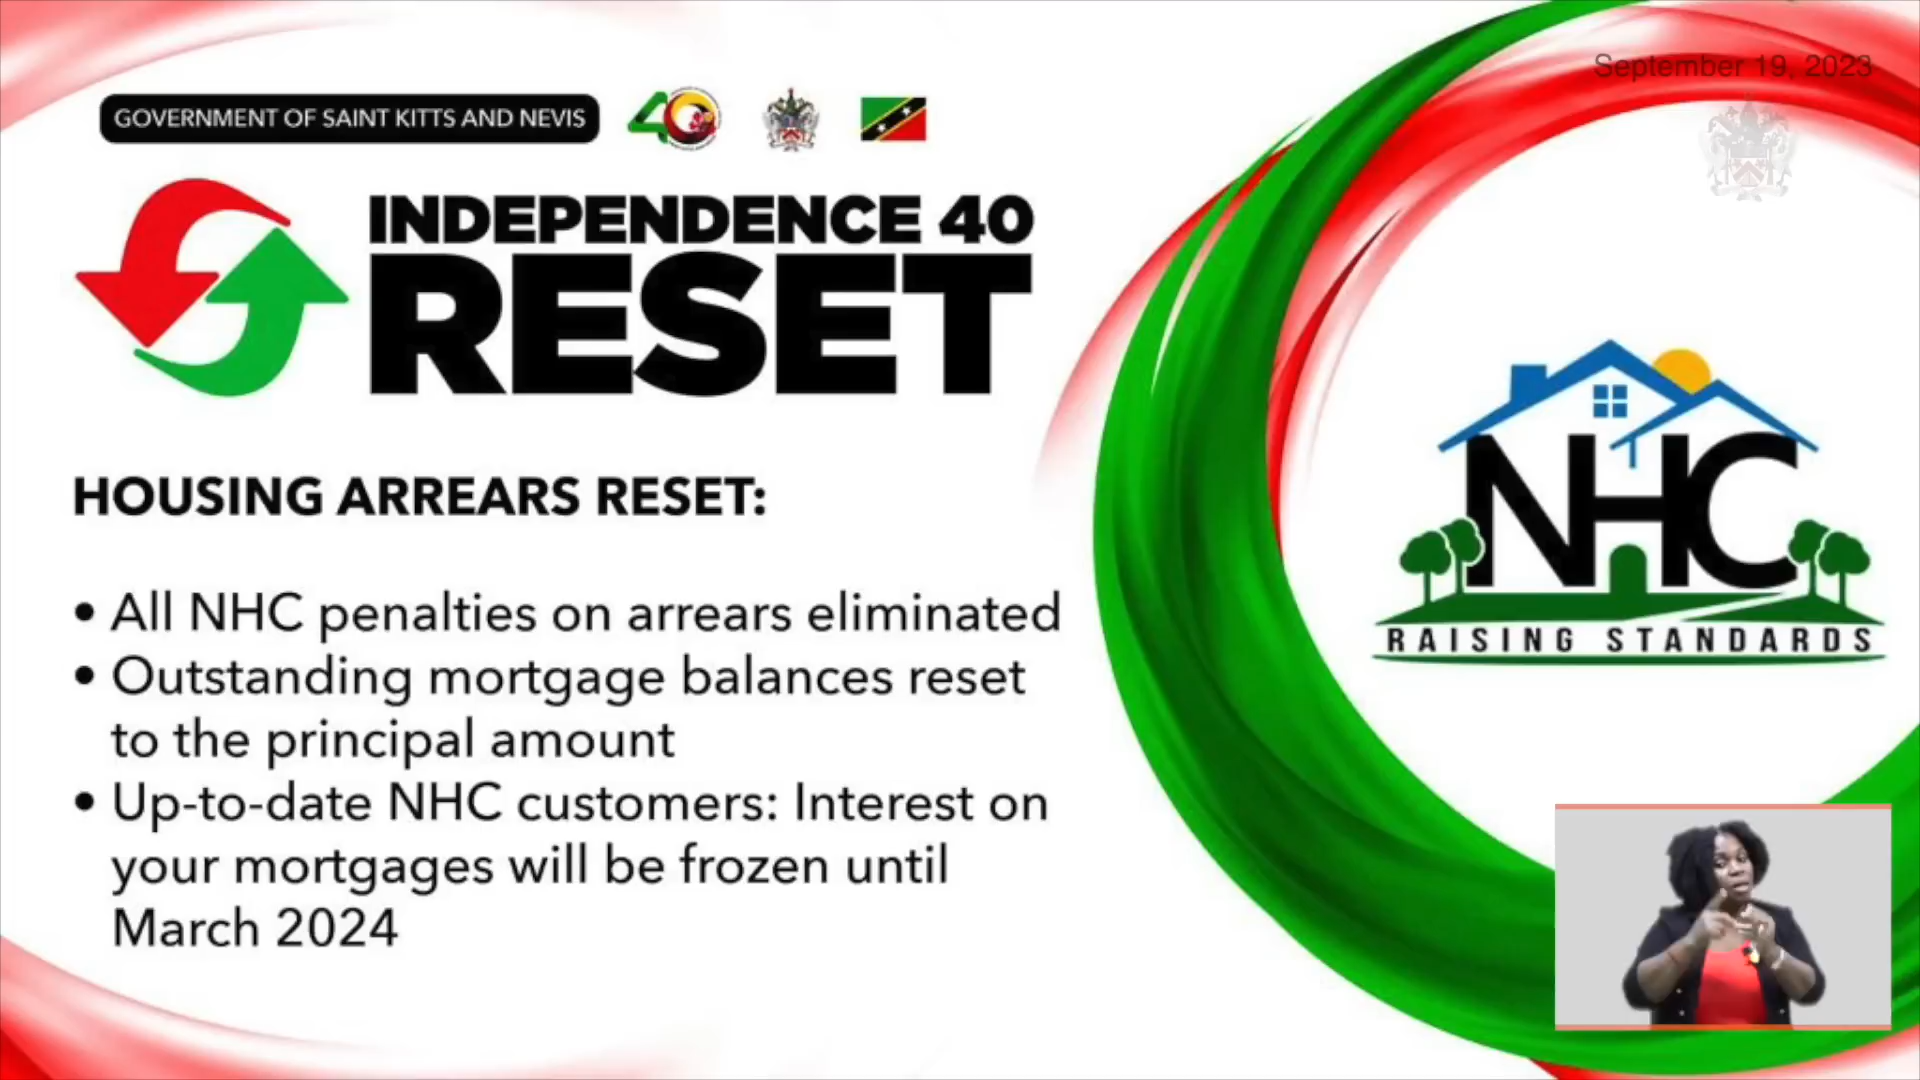 September 19, 2023
GOVERNMENT OF SAINT KITTS AND NEVIS
40
INDEPENDENCE 40
RESET
HOUSING ARREARS RESET:
• All NHC penalties on arrears eliminated
• Outstanding mortgage balances reset
to the principal amount
• Up-to-date NHC customers: Interest on
your mortgages will be frozen until
March 2024
NHC
RAISING STANDARDS